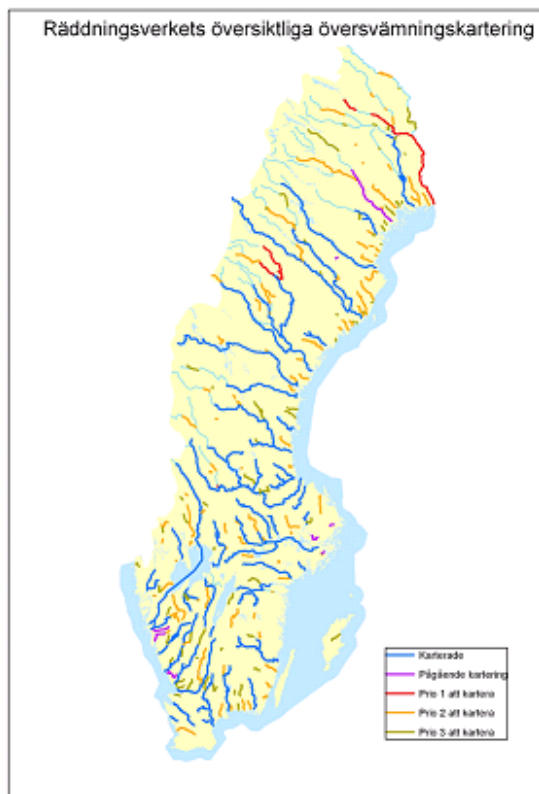 Räddningsverkets översiktliga översvämningskartering
Karterade
Pågående kartering
Prio 1 att kartera
Prio 2 att kartera
Prio 3 att kartera